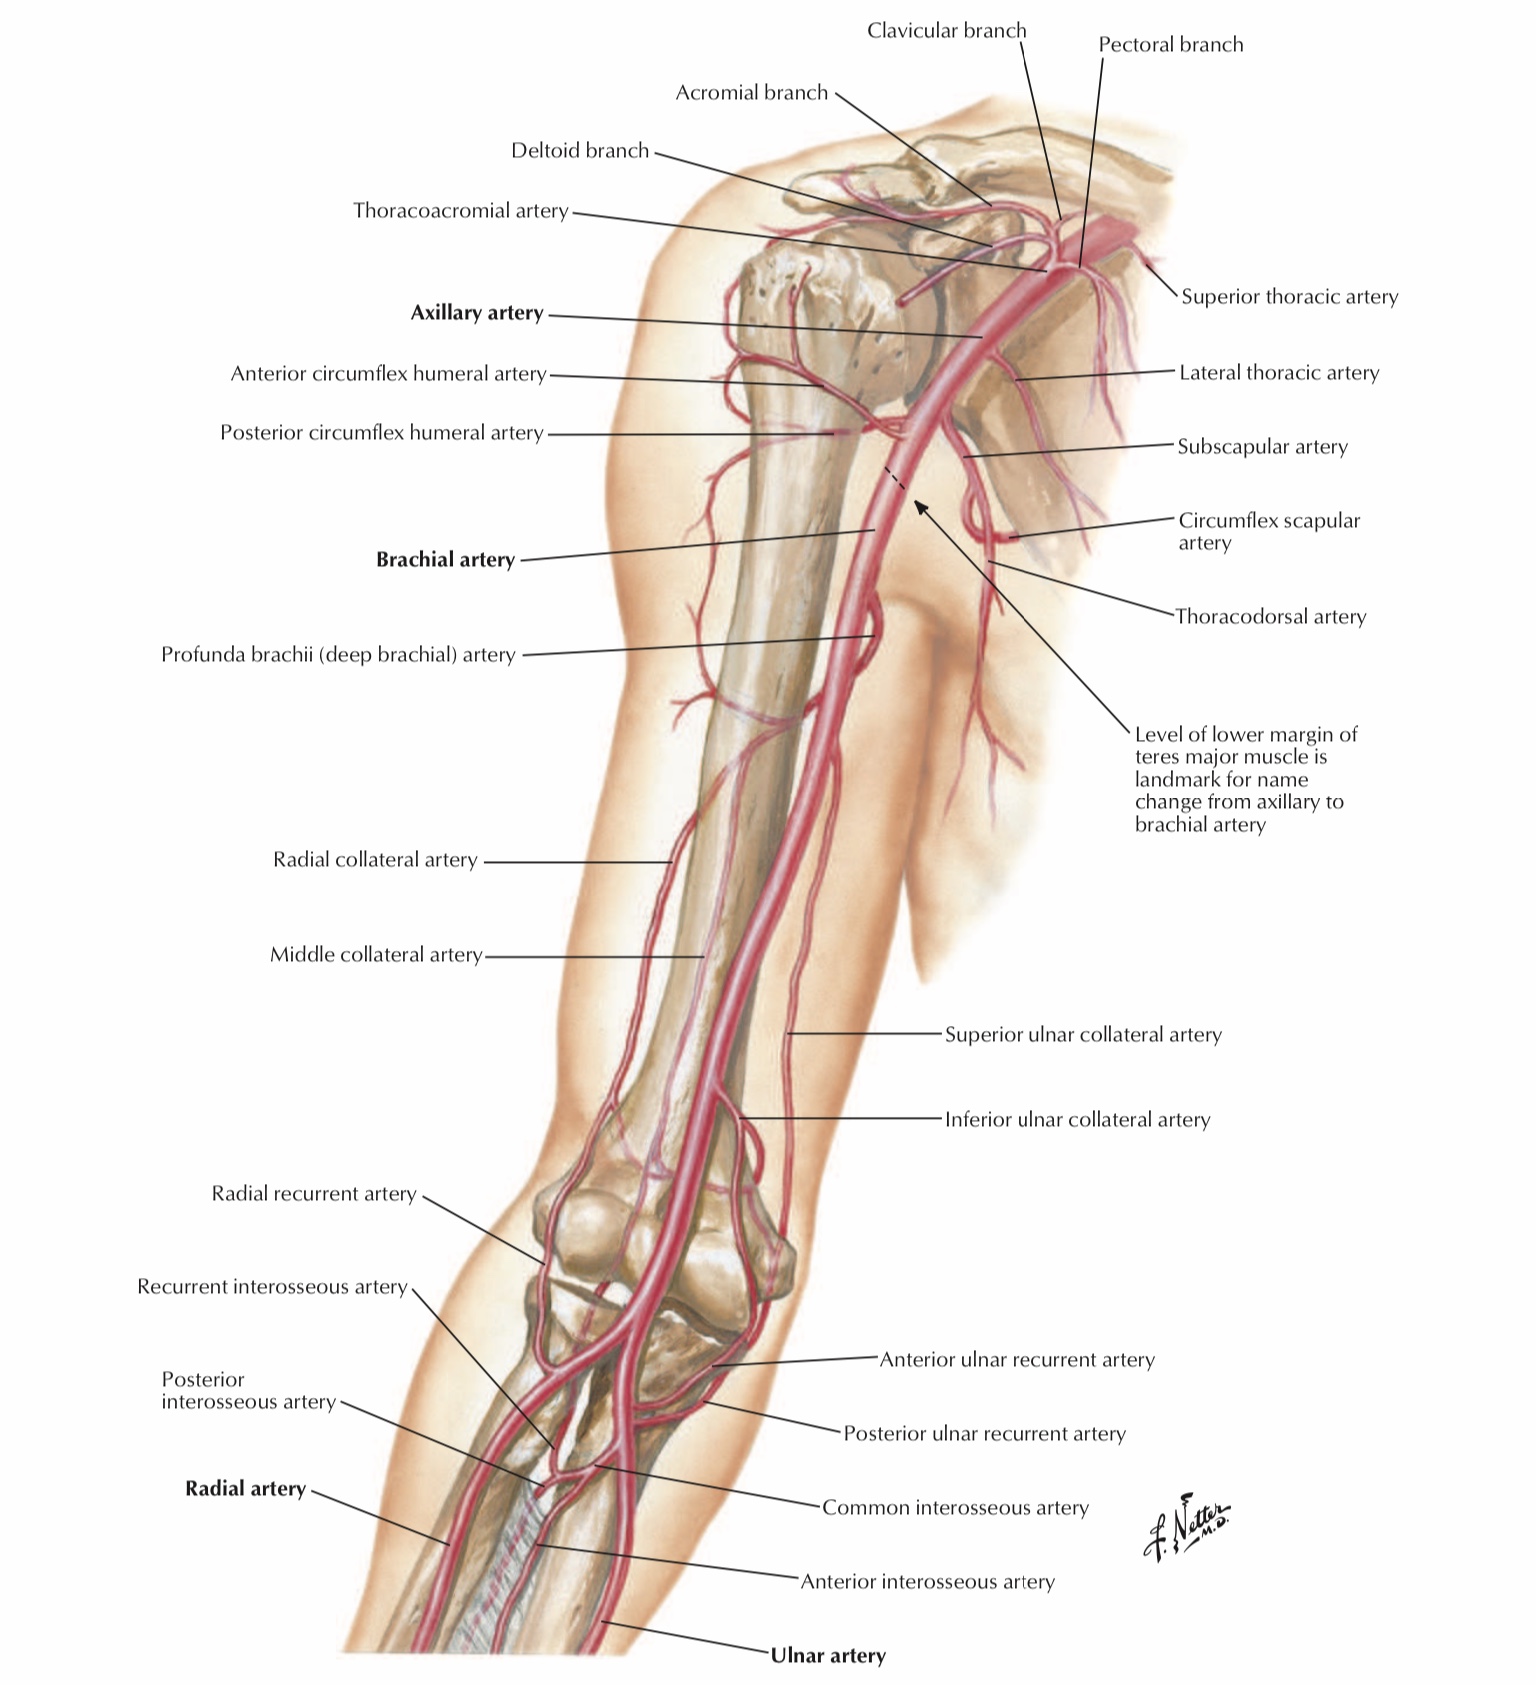 Clavicular branch
Pectoral branch
Acromial branch
Deltoid branch
Thoracoacromial artery
Axillary artery
Superior thoracic artery
Anterior circumflex humeral artery
Lateral thoracic artery
Posterior circumflex humeral artery
Subscapular artery
Circumflex scapular
artery
Brachial artery
Thoracodorsal artery
Profunda brachii (deep brachial) artery
Level of lower margin of
teres major muscle is
landmark for name
change from axillary to
brachial artery
Radial collateral artery
Middle collateral artery
Superior ulnar collateral artery
Inferior ulnar collateral artery
Radial recurrent artery
Recurrent interosseous artery
Anterior ulnar recurrent artery
Posterior
interosseous artery
Posterior ulnar recurrent artery
Radial artery
Common interosseous artery
F. Netter
M.D.
Anterior interosseous artery
Ulnar artery